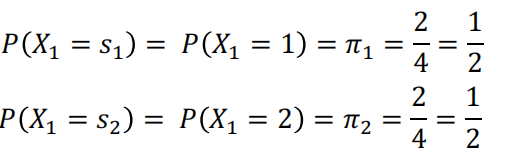 P(X₁ = s₁) = P(X₁ = 1) = π₁ = 2/4 = 1/2
P(X₁ = s₂) = P(X₁ = 2) = π₂ = 2/4 = 1/2